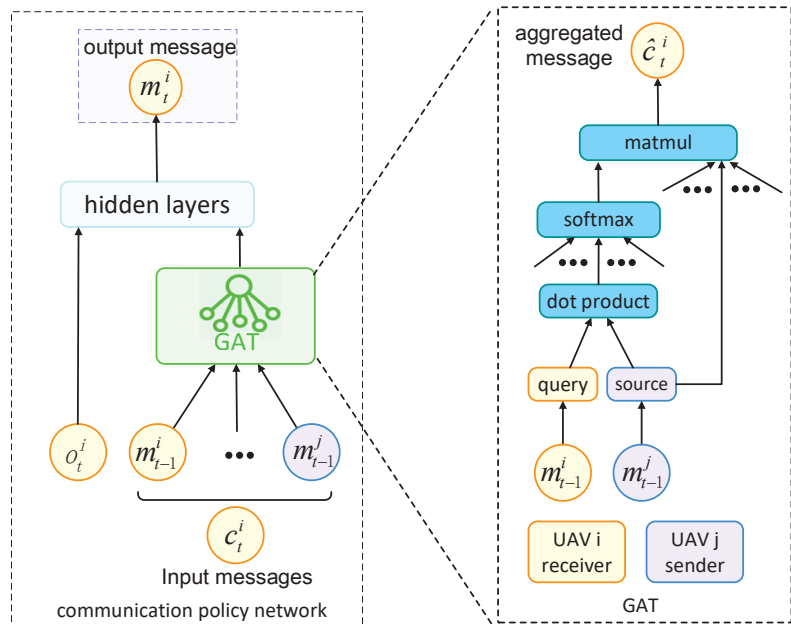 output message
m_t^i
hidden layers
GAT
o_t^i
m_{t-1}^i
•••
m_{t-1}^j
c_t^i
Input messages
communication policy network
aggregated
message
ĉ_t^i
matmul
••• •••
softmax
••• •••
dot product
query
source
m_{t-1}^i
m_{t-1}^j
UAV i
receiver
UAV j
sender
GAT